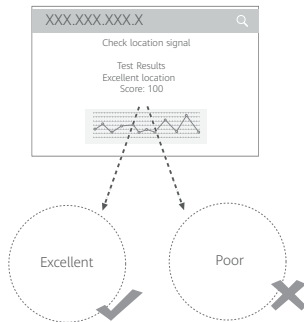 XXX.XXX.XXX.X
Check location signal
Test Results
Excellent location
Score: 100
Excellent
Poor